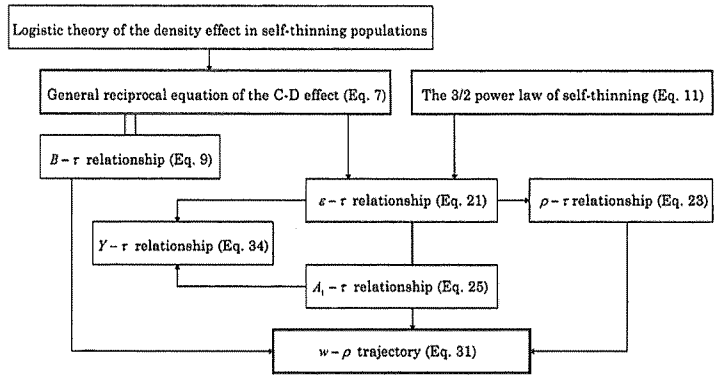 Logistic theory of the density effect in self-thinning populations
General reciprocal equation of the C-D effect (Eq. 7)
The 3/2 power law of self-thinning (Eq. 11)
B – τ relationship (Eq. 9)
ε – τ relationship (Eq. 21)
ρ – τ relationship (Eq. 23)
Y – τ relationship (Eq. 34)
A₁ – τ relationship (Eq. 25)
w – ρ trajectory (Eq. 31)